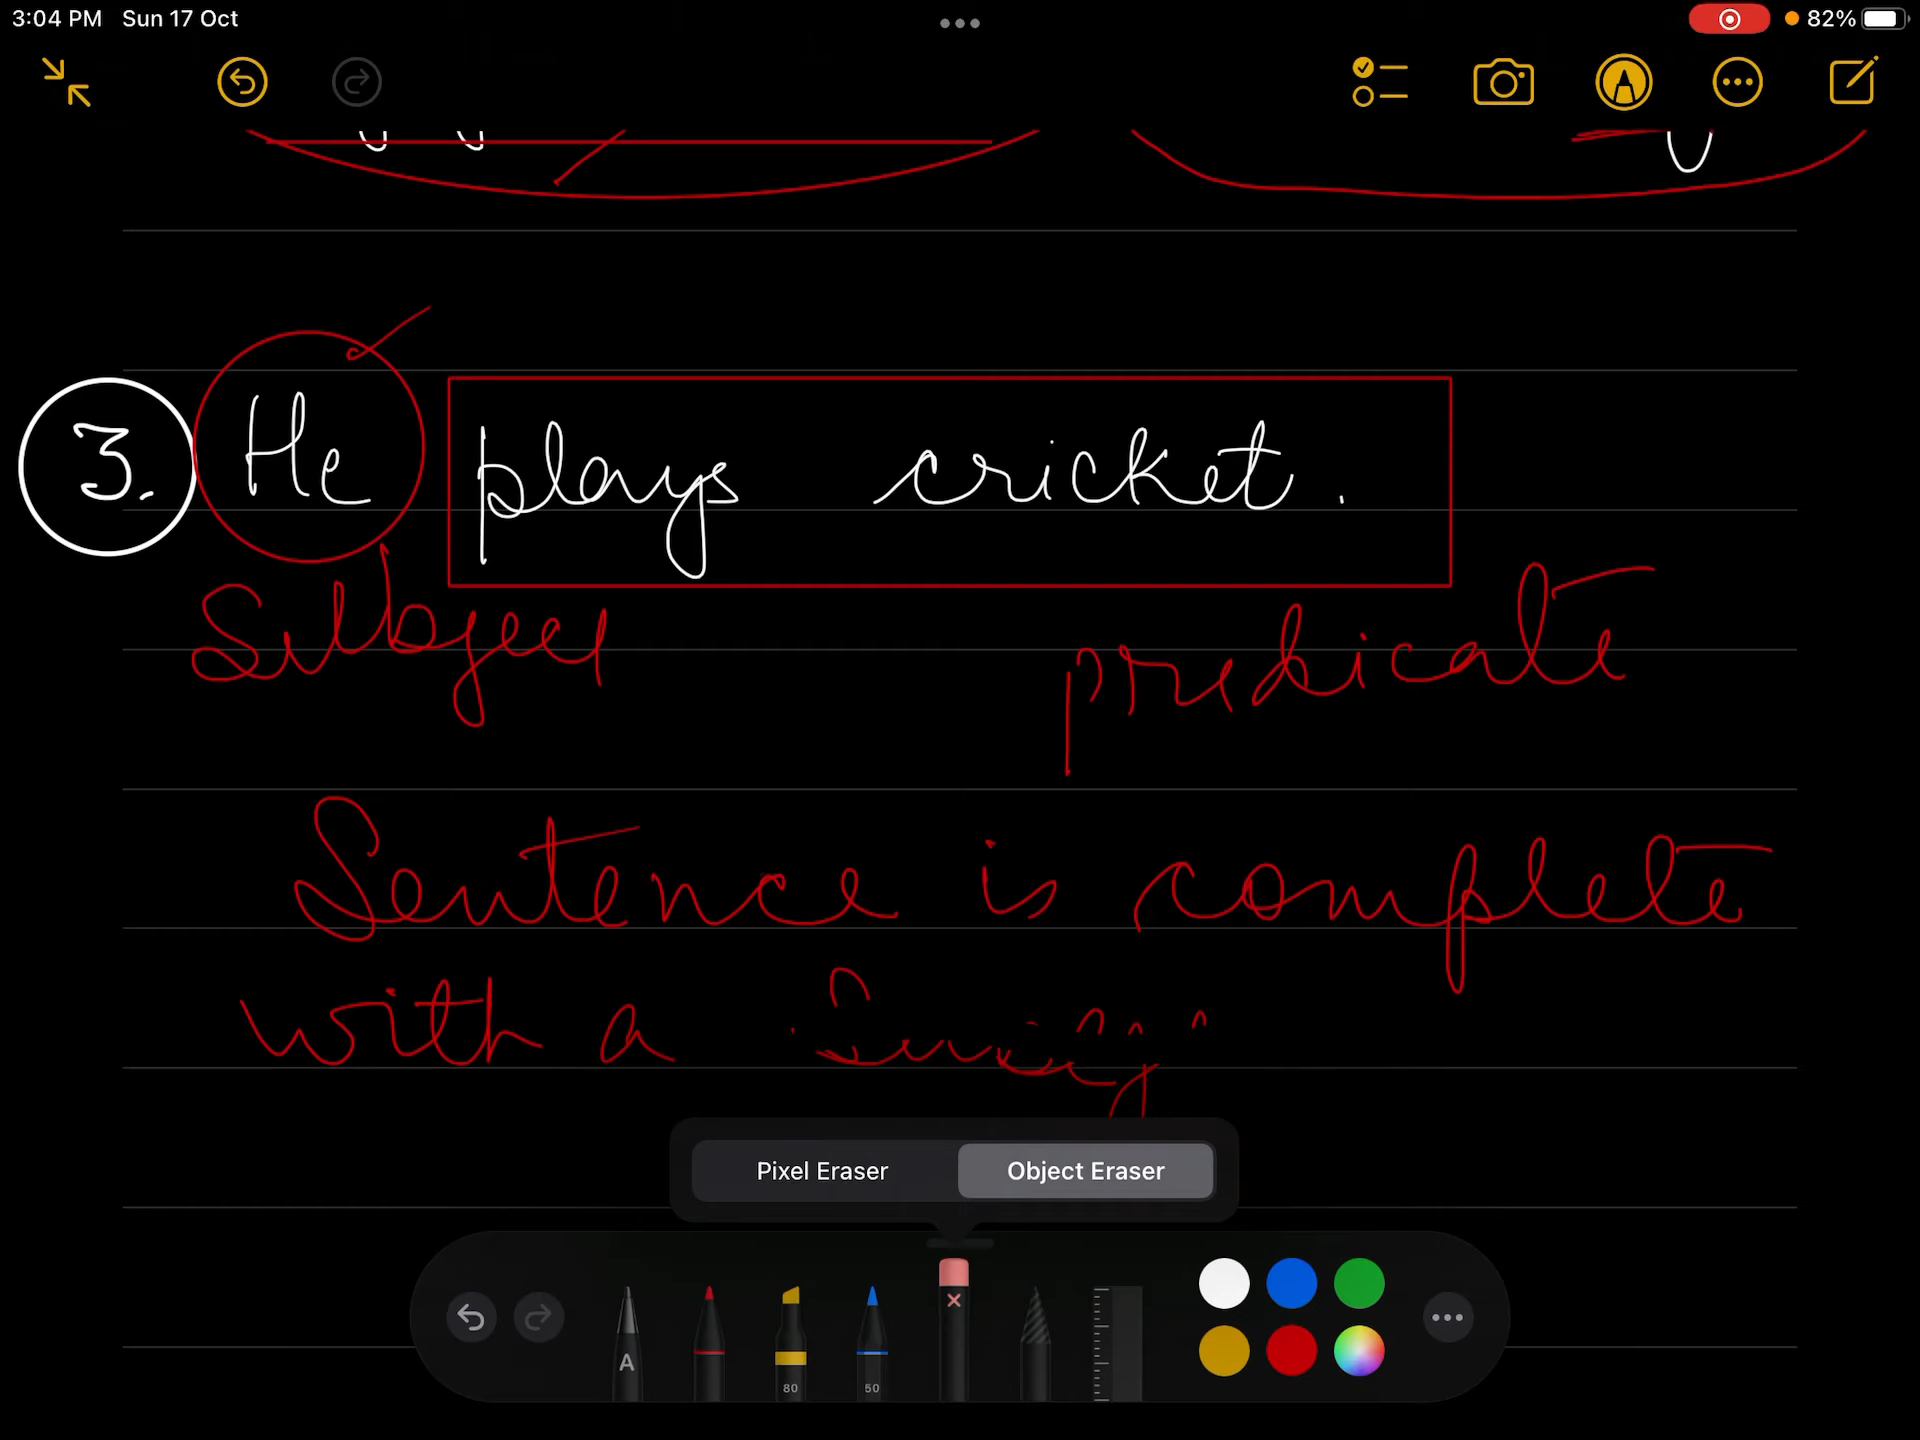 3:04 PM Sun 17 Oct 82%
3. He plays cricket.
Subject predicate
Sentence is complete
with a
Pixel Eraser Object Eraser
A 80 50